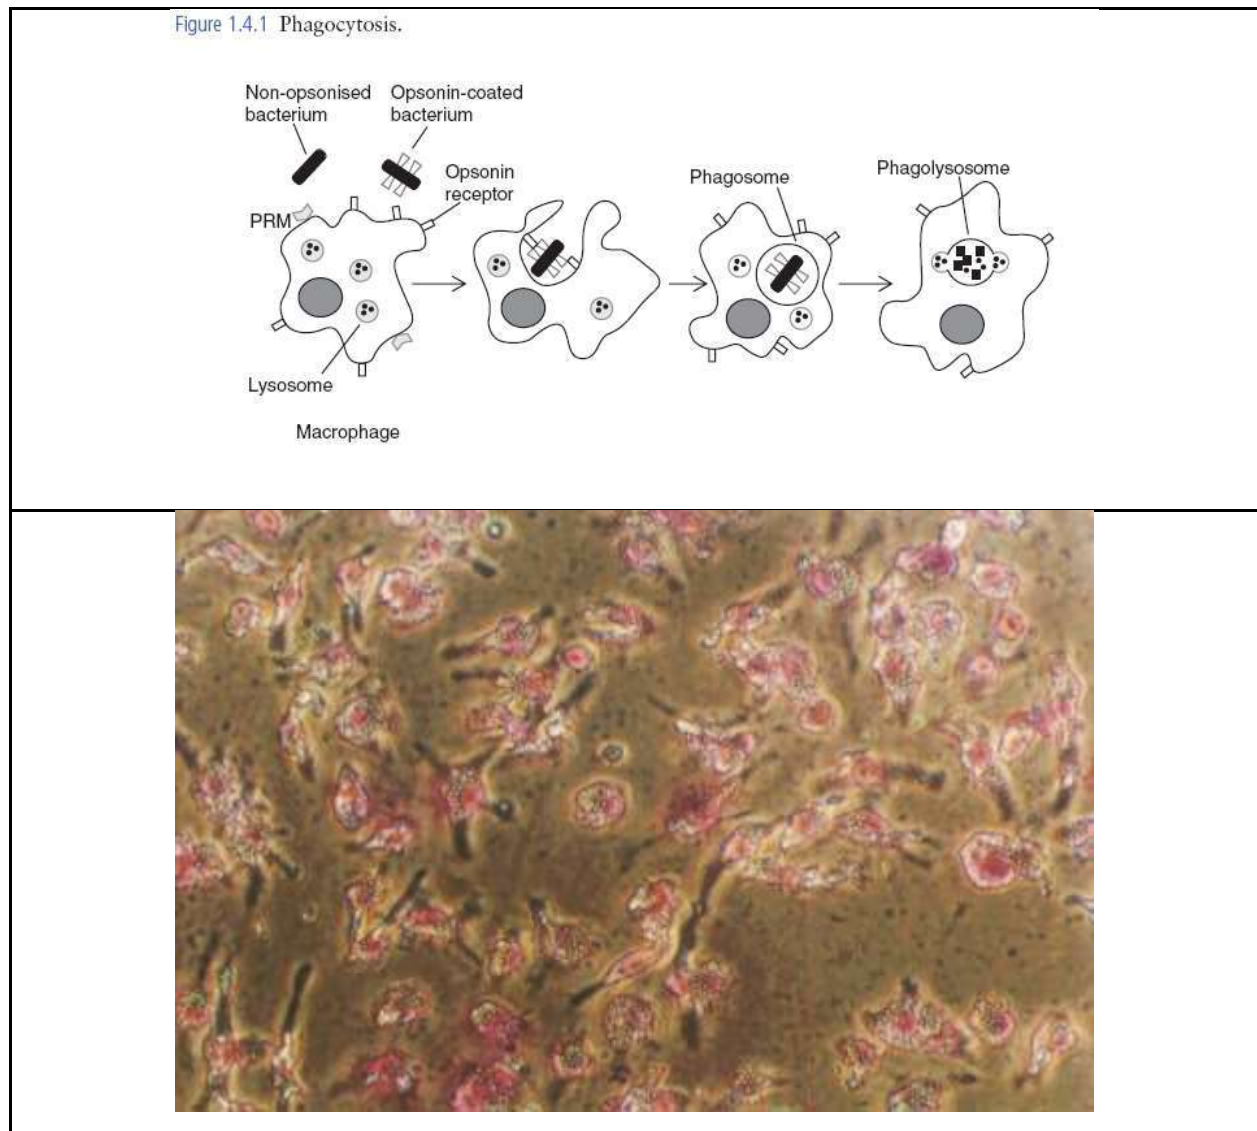 Figure 1.4.1 Phagocytosis.
Non-opsonised
bacterium
Opsonin-coated
bacterium
Opsonin
receptor
PRM
Lysosome
Macrophage
Phagosome
Phagolysosome